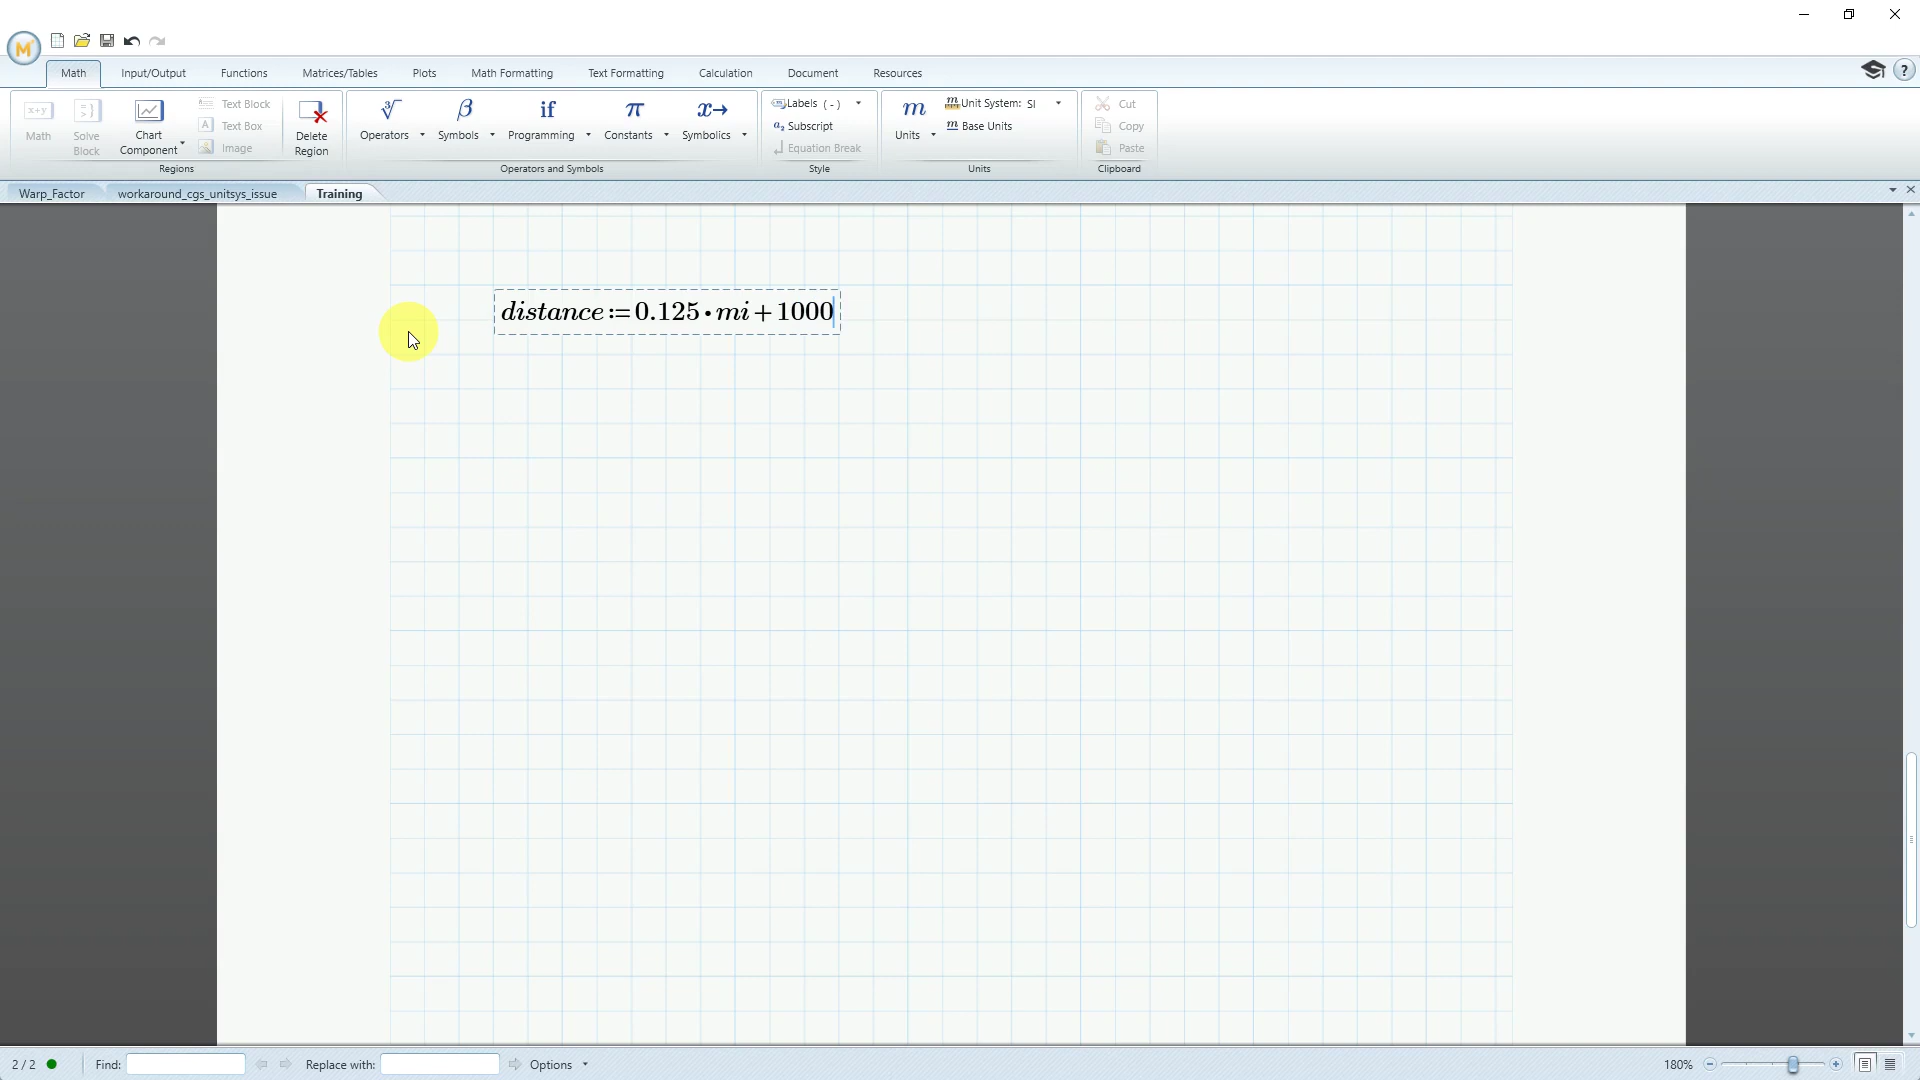 Math Input/Output Functions Matrices/Tables Plots Math Formatting Text Formatting Calculation Document Resources
?
Math
Solve Block
Chart Component
Text Block
Text Box
Image
Delete Region
Regions
Operators
Symbols
if
Programming
π
Constants
Symbolics
Operators and Symbols
Labels (-)
Subscript
Equation Break
Style
m
Units
Unit System: SI
Base Units
Units
Cut
Copy
Paste
Clipboard
Warp_Factor workaround_cgs_unitsys_issue Training
distance≔0.125•mi+1000
2 / 2 Find: Replace with: Options 180%